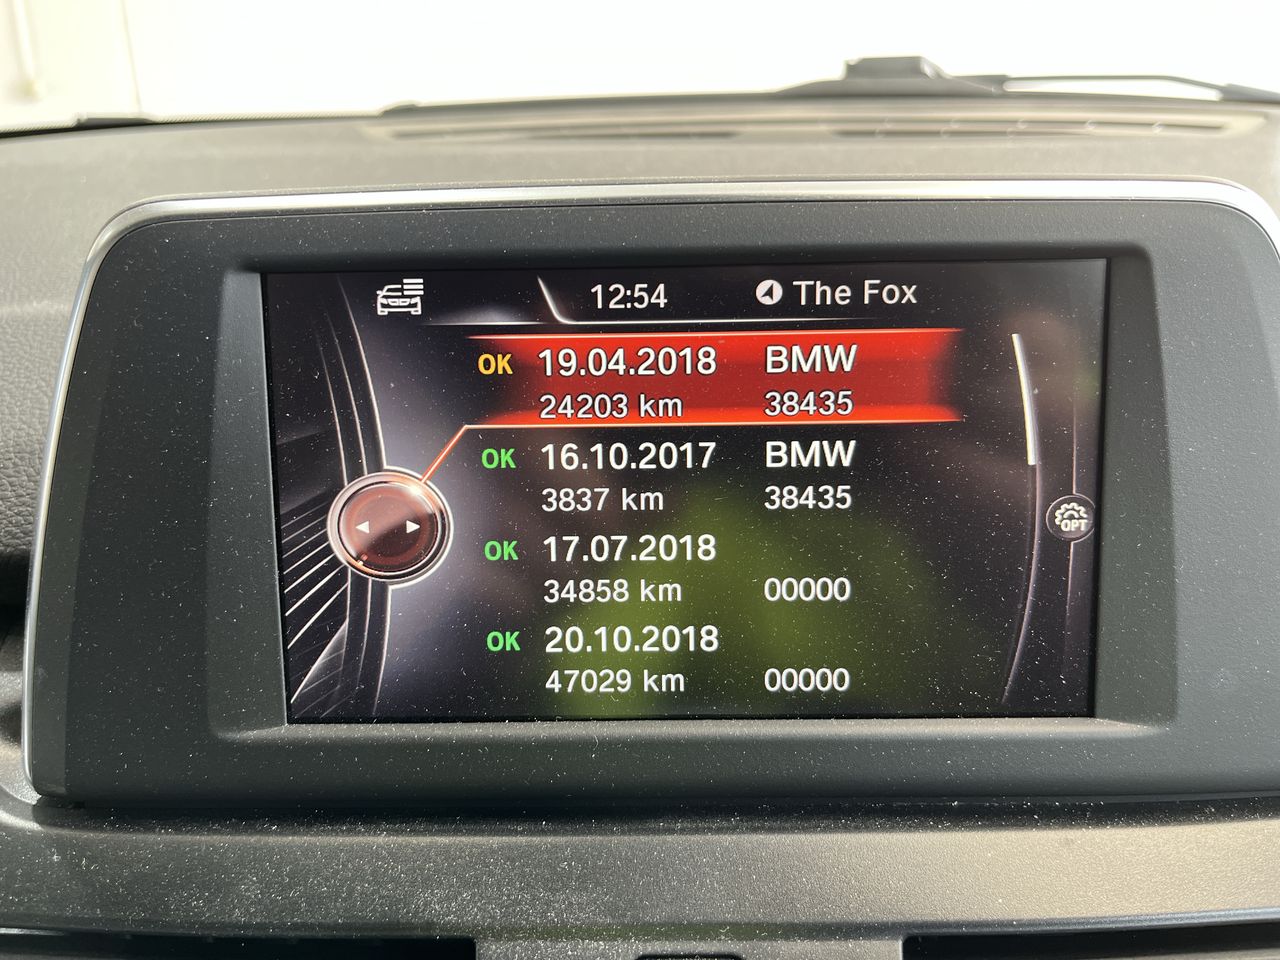 12:54 The Fox
OK 19.04.2018 BMW
24203 km 38435
OK 16.10.2017 BMW
3837 km 38435
OPT
OK 17.07.2018
34858 km 00000
OK 20.10.2018
47029 km 00000